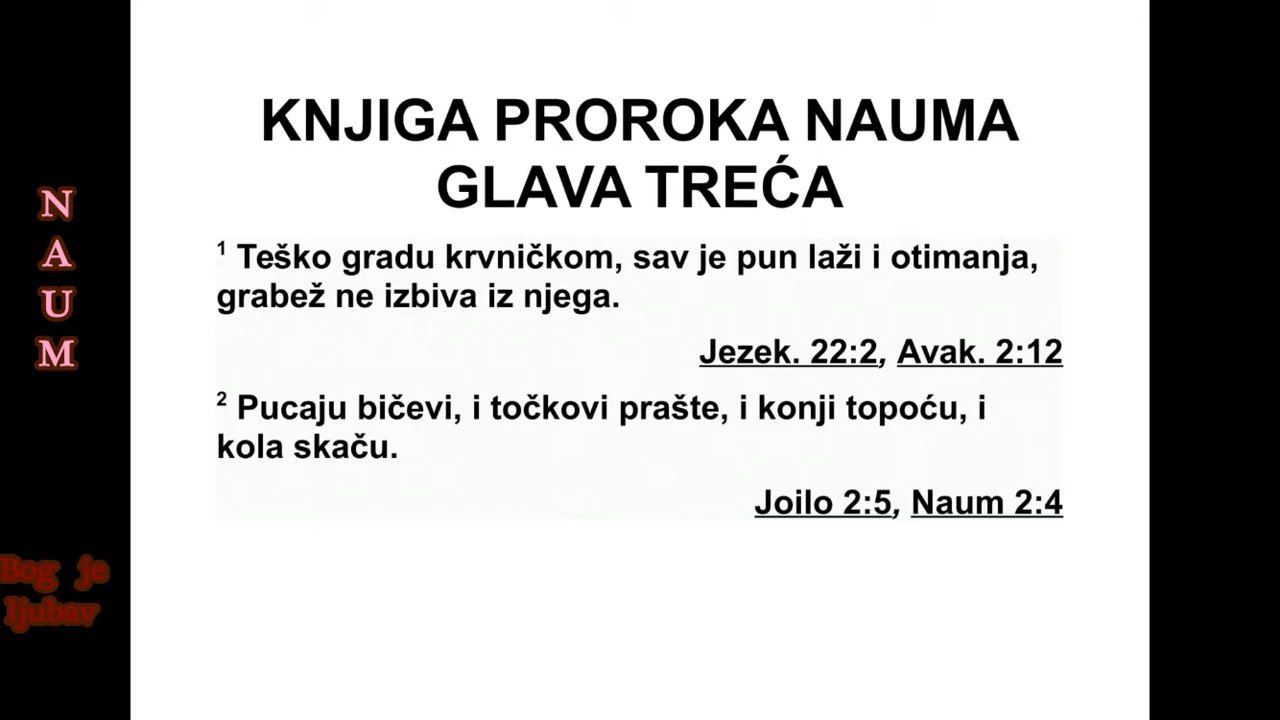 KNJIGA PROROKA NAUMA
GLAVA TREĆA
1 Teško gradu krvničkom, sav je pun laži i otimanja,
grabež ne izbiva iz njega.
Jezek. 22:2, Avak. 2:12
2 Pucaju bičevi, i točkovi prašte, i konji topoću, i
kola skaču.
Joilo 2:5, Naum 2:4
N
A
U
M
Bog je
ljubav